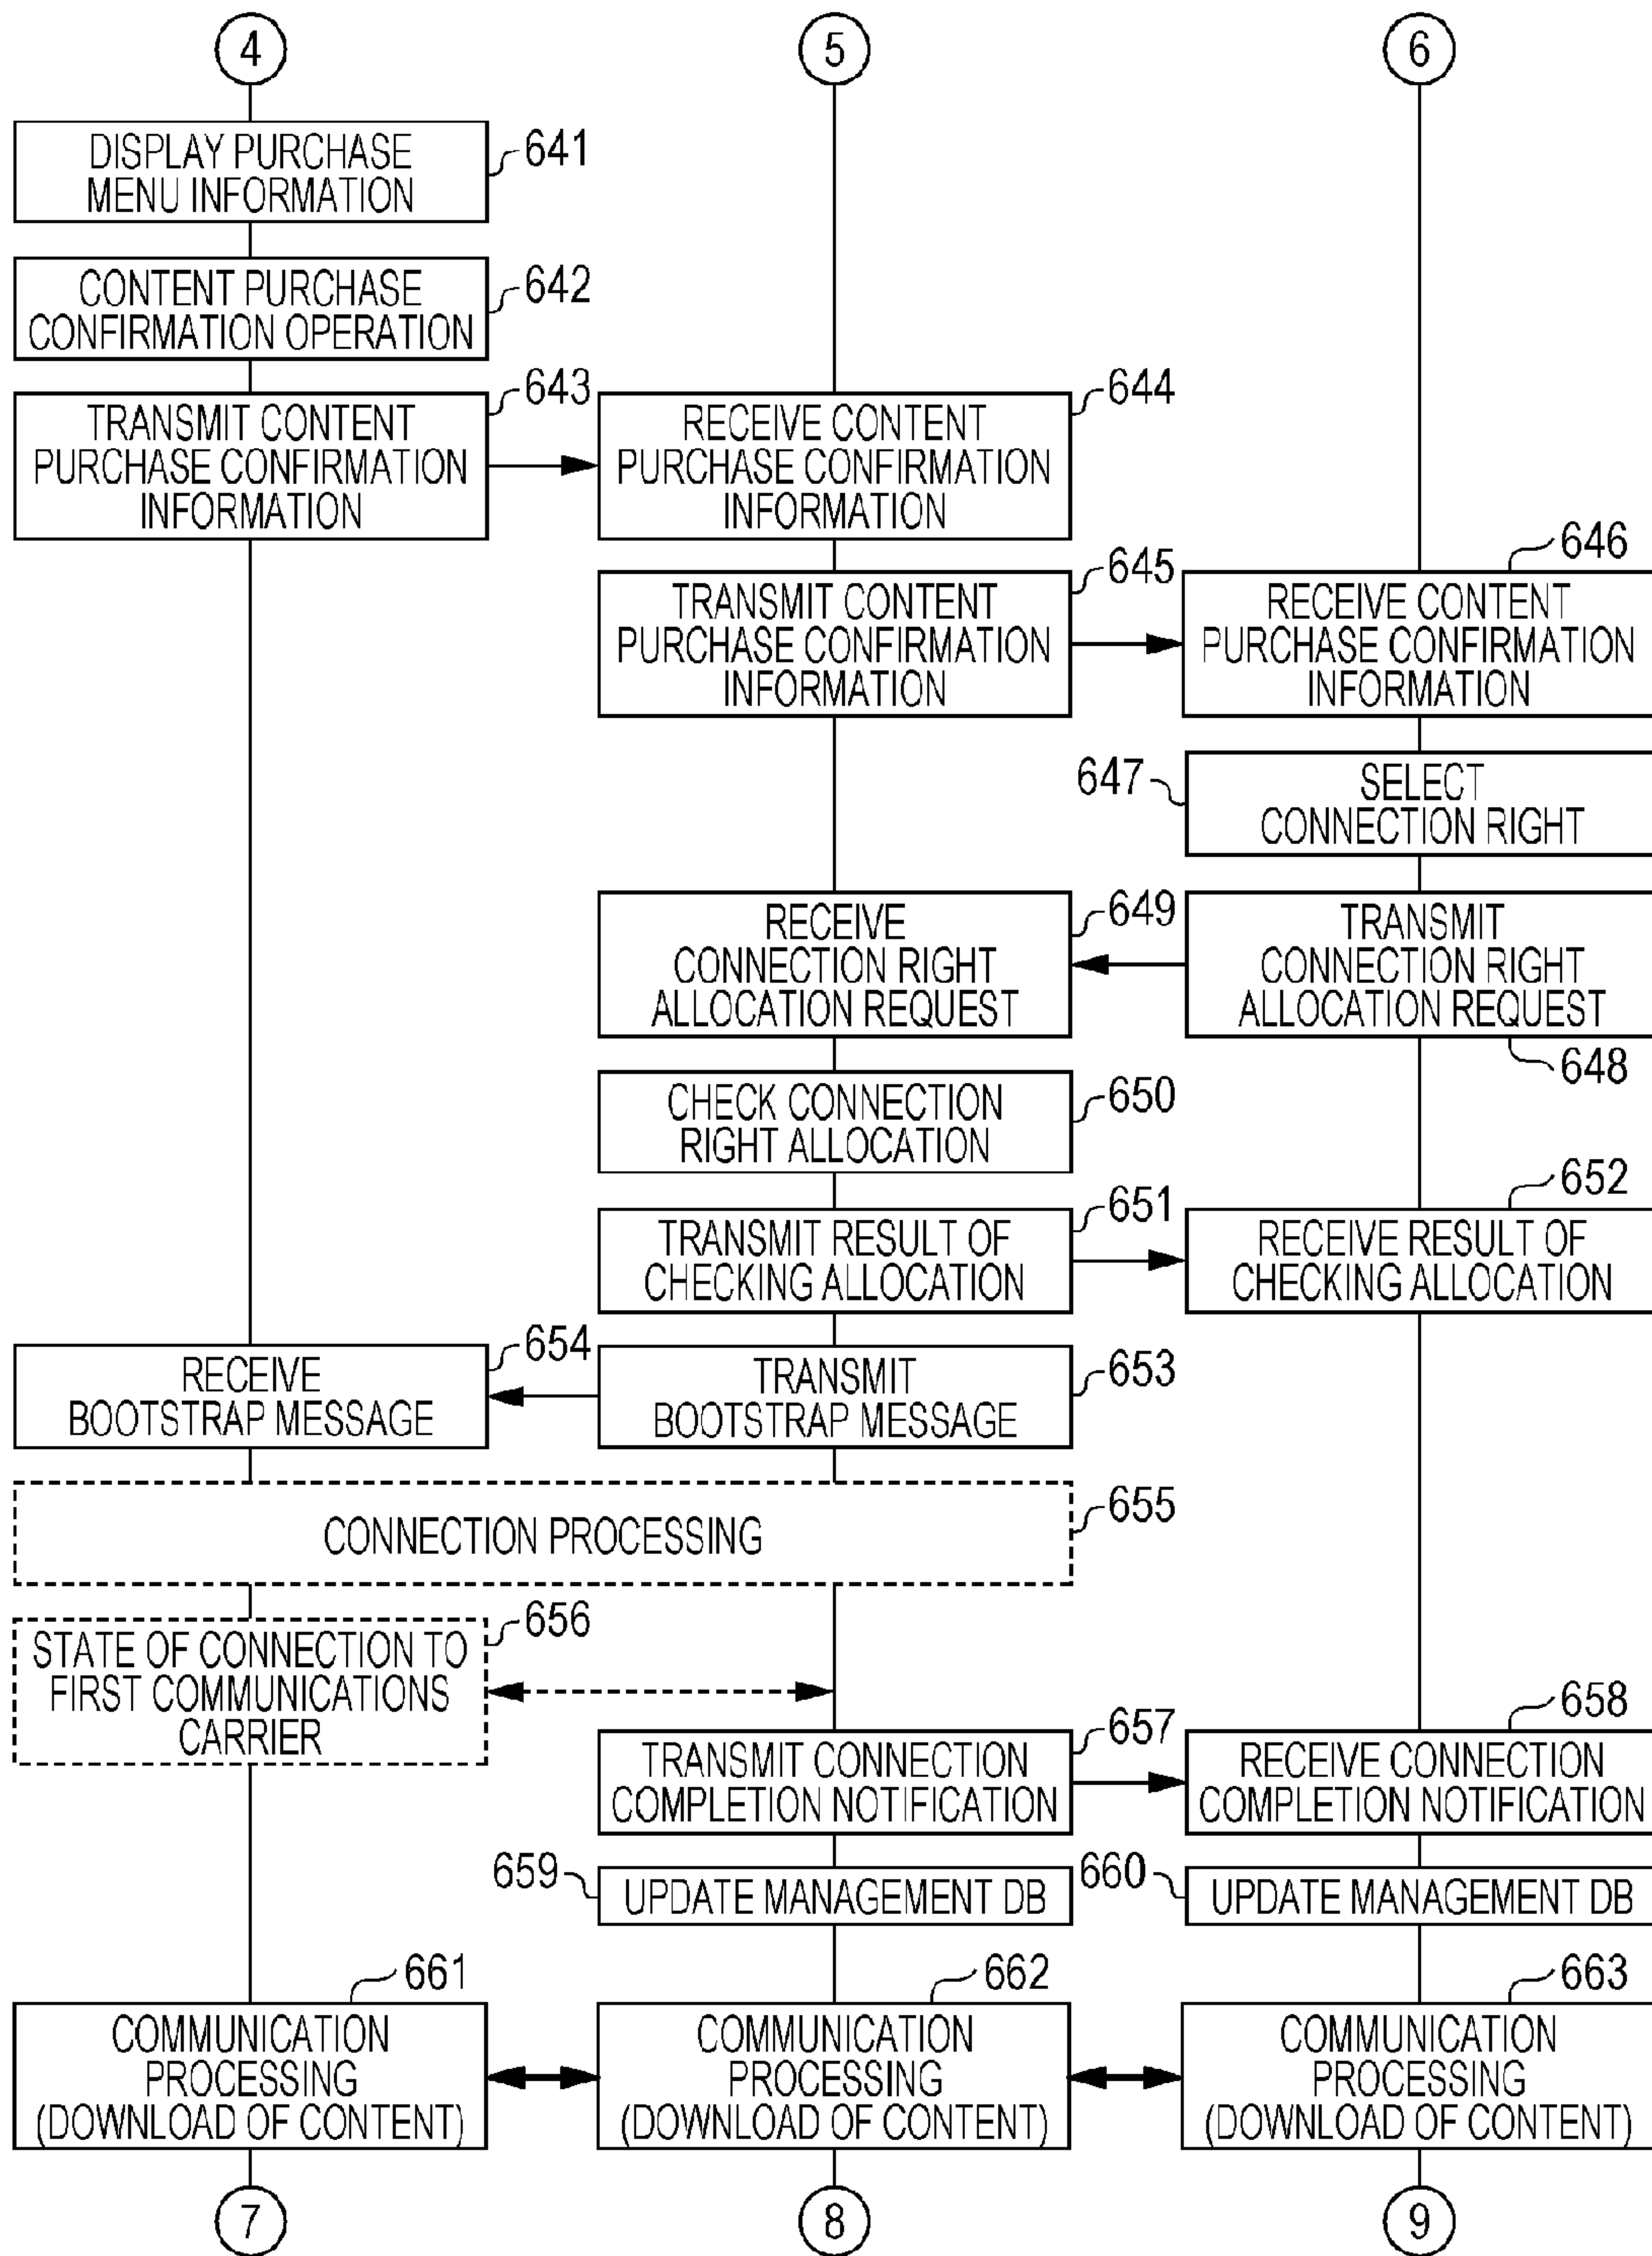 4
5
6
DISPLAY PURCHASE
MENU INFORMATION
641
CONTENT PURCHASE
CONFIRMATION OPERATION
642
TRANSMIT CONTENT
PURCHASE CONFIRMATION
INFORMATION
643
RECEIVE CONTENT
PURCHASE CONFIRMATION
INFORMATION
644
TRANSMIT CONTENT
PURCHASE CONFIRMATION
INFORMATION
645
RECEIVE CONTENT
PURCHASE CONFIRMATION
INFORMATION
646
647
SELECT
CONNECTION RIGHT
RECEIVE
CONNECTION RIGHT
ALLOCATION REQUEST
649
TRANSMIT
CONNECTION RIGHT
ALLOCATION REQUEST
648
CHECK CONNECTION
RIGHT ALLOCATION
650
TRANSMIT RESULT OF
CHECKING ALLOCATION
651
RECEIVE RESULT OF
CHECKING ALLOCATION
652
RECEIVE
BOOTSTRAP MESSAGE
654
TRANSMIT
BOOTSTRAP MESSAGE
653
CONNECTION PROCESSING
655
STATE OF CONNECTION TO
FIRST COMMUNICATIONS
CARRIER
656
TRANSMIT CONNECTION
COMPLETION NOTIFICATION
657
RECEIVE CONNECTION
COMPLETION NOTIFICATION
658
659
UPDATE MANAGEMENT DB
660
UPDATE MANAGEMENT DB
661
COMMUNICATION
PROCESSING
(DOWNLOAD OF CONTENT)
662
COMMUNICATION
PROCESSING
(DOWNLOAD OF CONTENT)
663
COMMUNICATION
PROCESSING
(DOWNLOAD OF CONTENT)
7
8
9